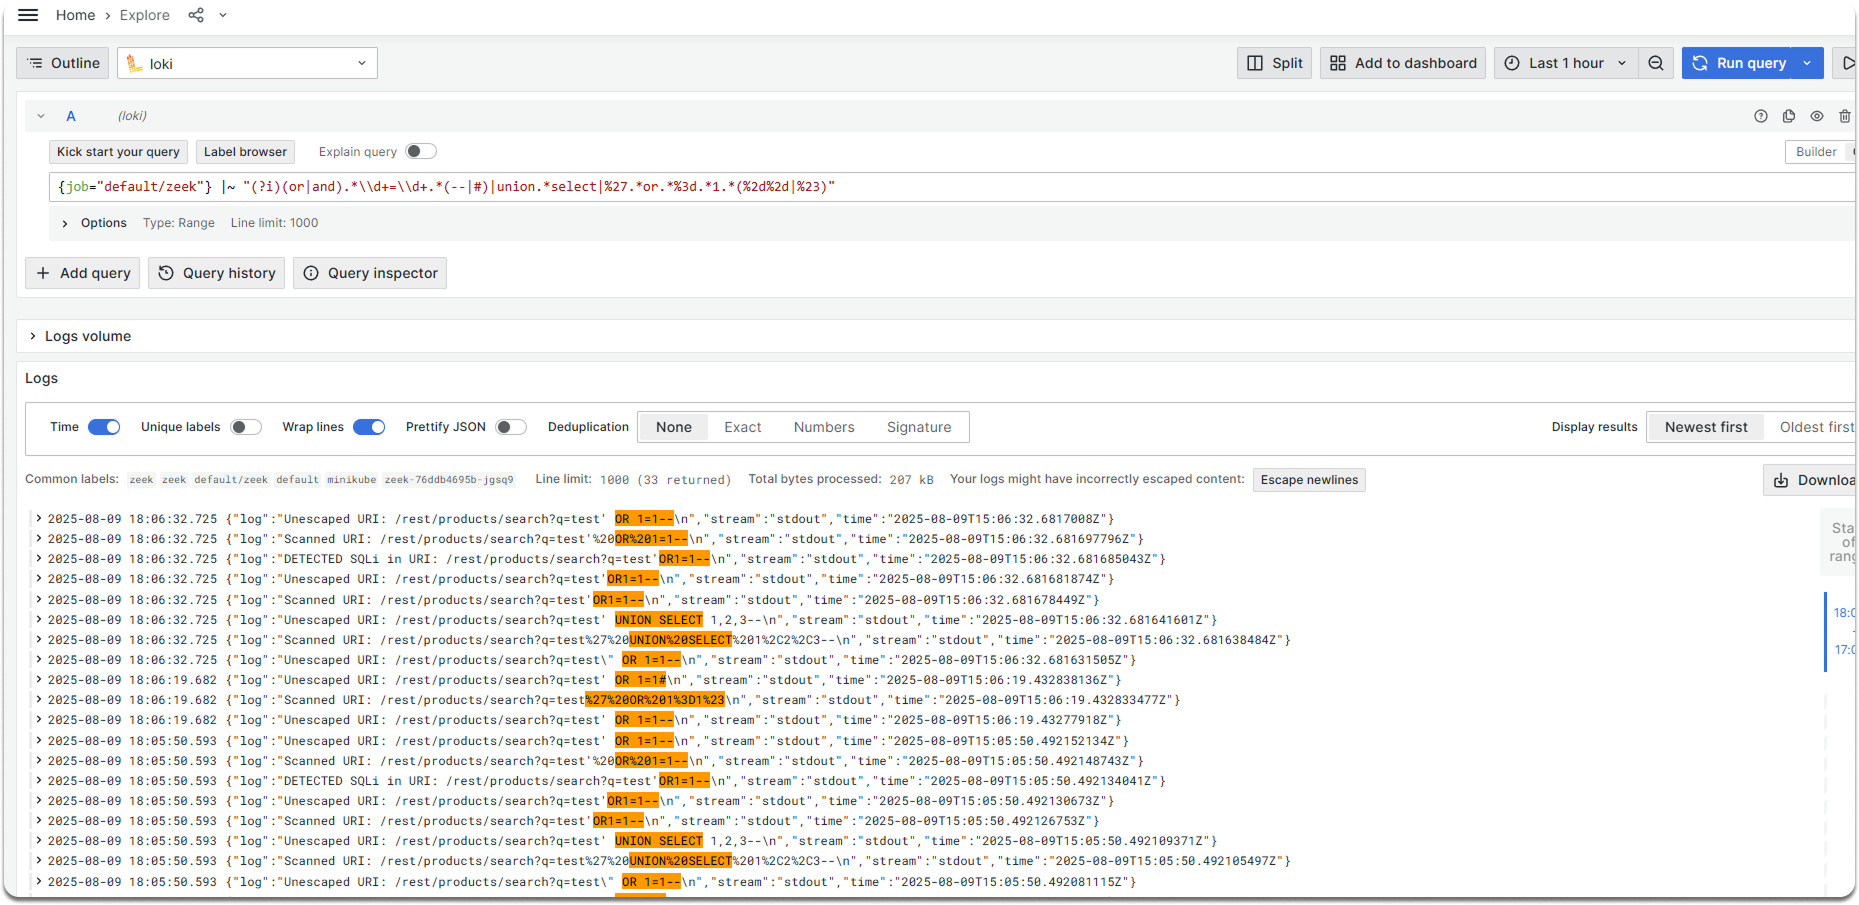 Home › Explore
Outline loki Split Add to dashboard Last 1 hour Run query
A (loki)
Kick start your query Label browser Explain query Builder
{job="default/zeek"} |~ "(?i)(or|and).*\\d+=\\d+.*(--|#)|union.*select|%27.*or.*%3d.*1.*(%2d%2d|%23)"
Options Type: Range Line limit: 1000
+ Add query Query history Query inspector
Logs volume
Logs
Time Unique labels Wrap lines Prettify JSON Deduplication None Exact Numbers Signature Display results Newest first Oldest first
Common labels: zeek zeek default/zeek default minikube zeek-76ddb4695b-jgsq9 Line limit: 1000 (33 returned) Total bytes processed: 207 kB Your logs might have incorrectly escaped content: Escape newlines Downloa
2025-08-09 18:06:32.725 {"log":"Unescaped URI: /rest/products/search?q=test' OR 1=1--\n","stream":"stdout","time":"2025-08-09T15:06:32.6817008Z"}
2025-08-09 18:06:32.725 {"log":"Scanned URI: /rest/products/search?q=test'%20OR%201=1--\n","stream":"stdout","time":"2025-08-09T15:06:32.681697796Z"}
2025-08-09 18:06:32.725 {"log":"DETECTED SQLi in URI: /rest/products/search?q=test'OR1=1--\n","stream":"stdout","time":"2025-08-09T15:06:32.681685043Z"}
2025-08-09 18:06:32.725 {"log":"Unescaped URI: /rest/products/search?q=test'OR1=1--\n","stream":"stdout","time":"2025-08-09T15:06:32.681681874Z"}
2025-08-09 18:06:32.725 {"log":"Scanned URI: /rest/products/search?q=test'OR1=1--\n","stream":"stdout","time":"2025-08-09T15:06:32.681678449Z"}
2025-08-09 18:06:32.725 {"log":"Unescaped URI: /rest/products/search?q=test' UNION SELECT 1,2,3--\n","stream":"stdout","time":"2025-08-09T15:06:32.681641601Z"}
2025-08-09 18:06:32.725 {"log":"Scanned URI: /rest/products/search?q=test%27%20UNION%20SELECT%201%2C2%2C3--\n","stream":"stdout","time":"2025-08-09T15:06:32.681638484Z"}
2025-08-09 18:06:32.725 {"log":"Unescaped URI: /rest/products/search?q=test\" OR 1=1--\n","stream":"stdout","time":"2025-08-09T15:06:32.681631505Z"}
2025-08-09 18:06:19.682 {"log":"Unescaped URI: /rest/products/search?q=test' OR 1=1#\n","stream":"stdout","time":"2025-08-09T15:06:19.432838136Z"}
2025-08-09 18:06:19.682 {"log":"Scanned URI: /rest/products/search?q=test%27%20OR%201%3D1%23\n","stream":"stdout","time":"2025-08-09T15:06:19.432833477Z"}
2025-08-09 18:06:19.682 {"log":"Unescaped URI: /rest/products/search?q=test' OR 1=1--\n","stream":"stdout","time":"2025-08-09T15:06:19.43277918Z"}
2025-08-09 18:05:50.593 {"log":"Unescaped URI: /rest/products/search?q=test' OR 1=1--\n","stream":"stdout","time":"2025-08-09T15:05:50.492152134Z"}
2025-08-09 18:05:50.593 {"log":"Scanned URI: /rest/products/search?q=test'%20OR%201=1--\n","stream":"stdout","time":"2025-08-09T15:05:50.492148743Z"}
2025-08-09 18:05:50.593 {"log":"DETECTED SQLi in URI: /rest/products/search?q=test'OR1=1--\n","stream":"stdout","time":"2025-08-09T15:05:50.492134041Z"}
2025-08-09 18:05:50.593 {"log":"Unescaped URI: /rest/products/search?q=test'OR1=1--\n","stream":"stdout","time":"2025-08-09T15:05:50.492130673Z"}
2025-08-09 18:05:50.593 {"log":"Scanned URI: /rest/products/search?q=test'OR1=1--\n","stream":"stdout","time":"2025-08-09T15:05:50.492126753Z"}
2025-08-09 18:05:50.593 {"log":"Unescaped URI: /rest/products/search?q=test' UNION SELECT 1,2,3--\n","stream":"stdout","time":"2025-08-09T15:05:50.492109371Z"}
2025-08-09 18:05:50.593 {"log":"Scanned URI: /rest/products/search?q=test%27%20UNION%20SELECT%201%2C2%2C3--\n","stream":"stdout","time":"2025-08-09T15:05:50.492105497Z"}
2025-08-09 18:05:50.593 {"log":"Unescaped URI: /rest/products/search?q=test\" OR 1=1--\n","stream":"stdout","time":"2025-08-09T15:05:50.492081115Z"}
Sta
of
rang
18:0
-
17:0